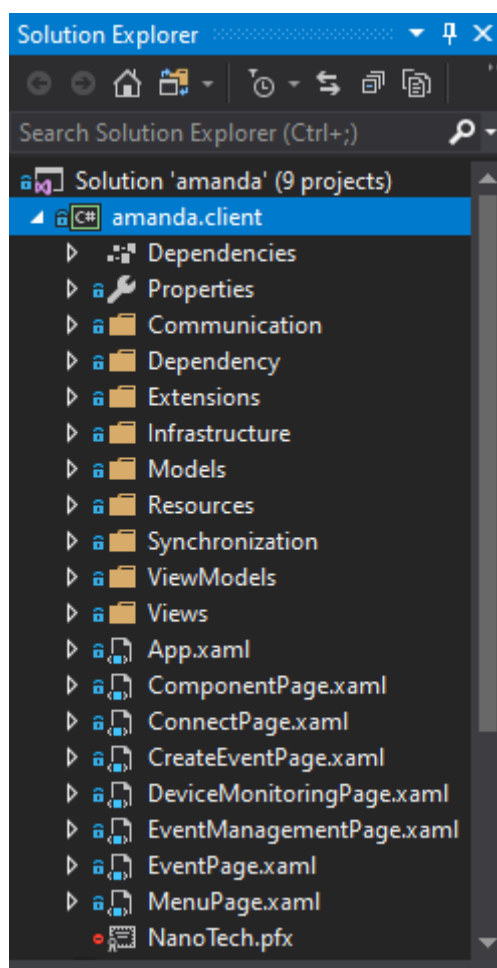 Solution Explorer
Search Solution Explorer (Ctrl+;)
Solution 'amanda' (9 projects)
C# amanda.client
Dependencies
Properties
Communication
Dependency
Extensions
Infrastructure
Models
Resources
Synchronization
ViewModels
Views
App.xaml
ComponentPage.xaml
ConnectPage.xaml
CreateEventPage.xaml
DeviceMonitoringPage.xaml
EventManagementPage.xaml
EventPage.xaml
MenuPage.xaml
NanoTech.pfx